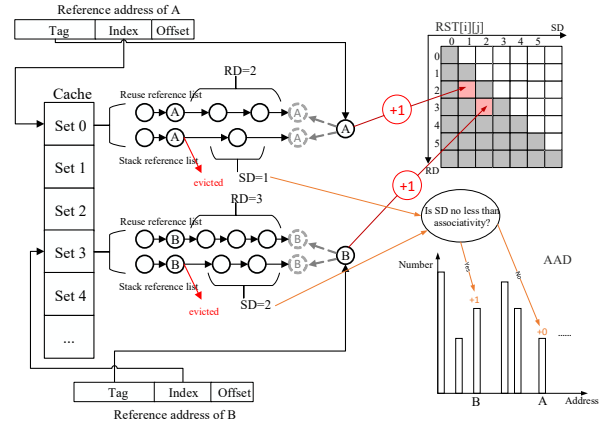 Reference address of A
Tag Index Offset
RST[i][j]
SD
0 1 2 3 4 5
0
1
2
3
4
5
RD
Cache
Set 0
Set 1
Set 2
Set 3
Set 4
...
RD=2
Reuse reference list
A A
A
+1
A A
Stack reference list
evicted
SD=1
+1
RD=3
Reuse reference list
B B
B
B B
Stack reference list
evicted
SD=2
Is SD no less than
associativity?
Yes
No
AAD
Number
+1
+0
......
B A Address
Tag Index Offset
Reference address of B